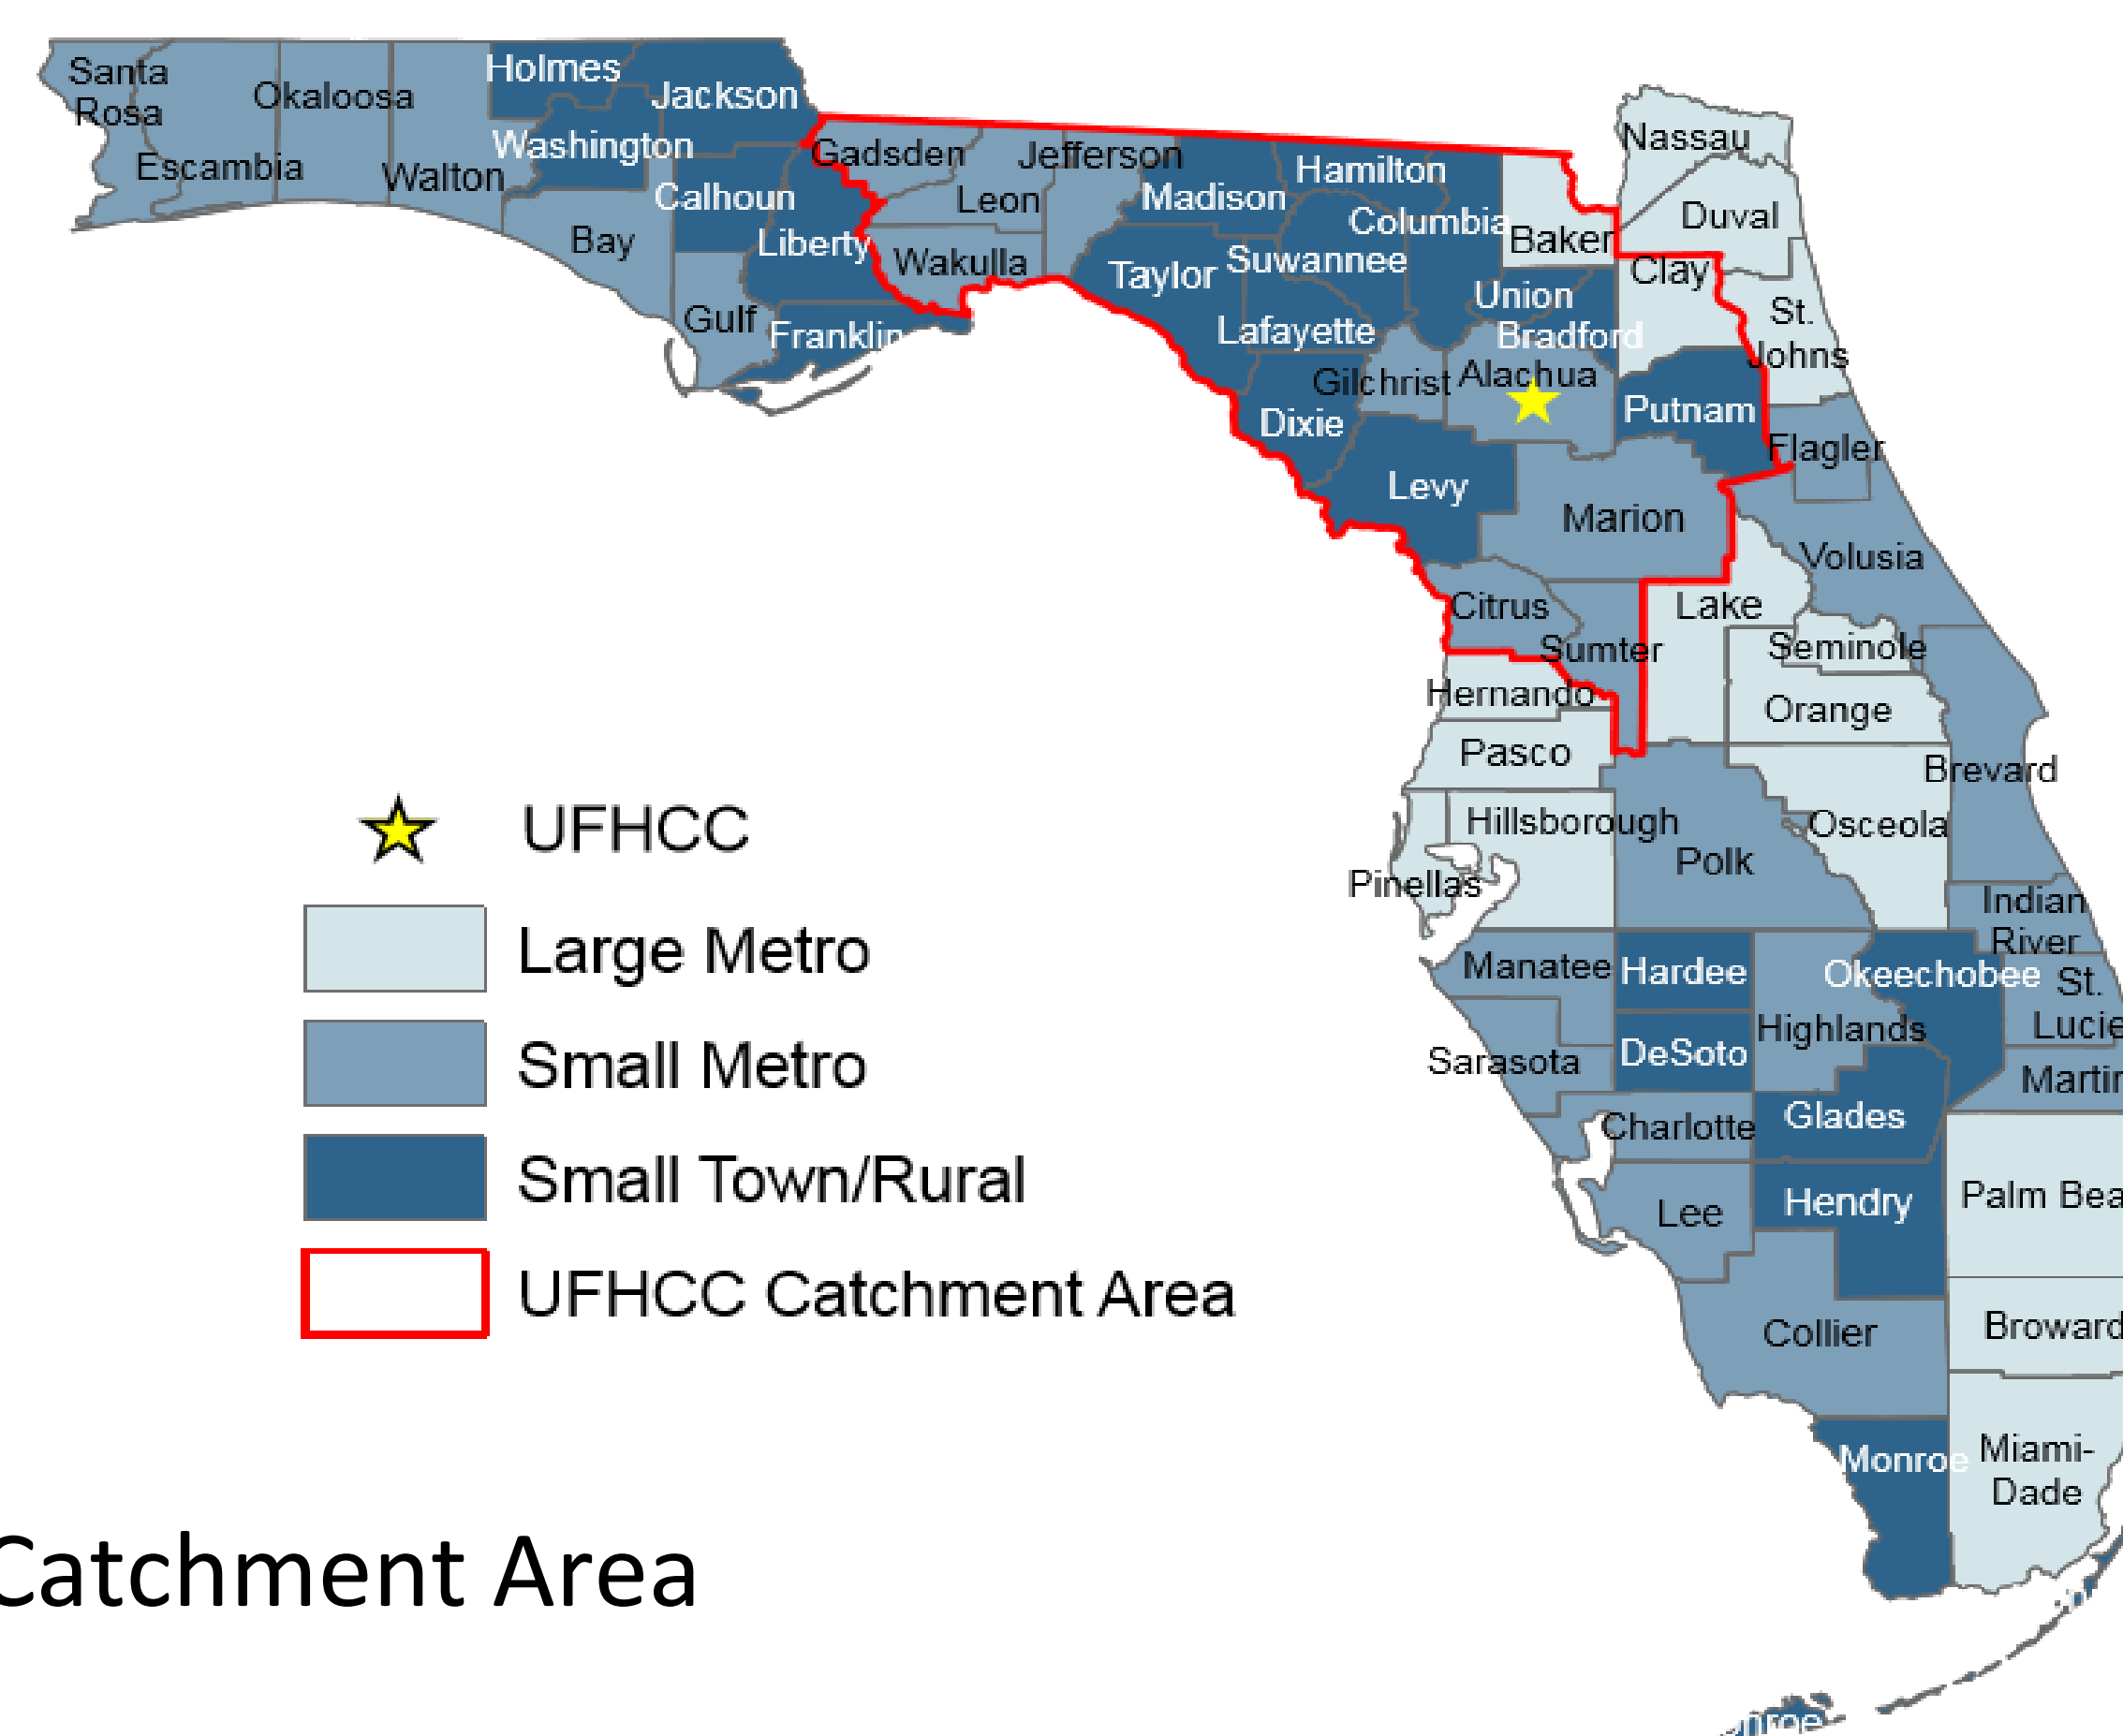 Santa
Rosa
Escambia
Okaloosa
Walton
Holmes
Jackson
Washington
Bay
Calhoun
Liberty
Gulf
Franklin
Gadsden
Leon
Jefferson
Wakulla
Madison
Hamilton
Columbia
Taylor
Suwannee
Lafayette
Union
Bradford
Baker
Nassau
Duval
Clay
St.
Johns
Gilchrist
Alachua
Putnam
Flagler
Dixie
Levy
Marion
Volusia
Citrus
Sumter
Lake
Seminole
Hernando
Orange
Pasco
Brevard
Hillsborough
Polk
Osceola
Pinellas
Indian
River
Manatee
Hardee
Okeechobee
St.
Lucie
Highlands
DeSoto
Sarasota
Martin
Charlotte
Glades
Lee
Hendry
Palm Bea
Collier
Broward
Monroe
Miami-
Dade
UFHCC
Large Metro
Small Metro
Small Town/Rural
UFHCC Catchment Area
Catchment Area